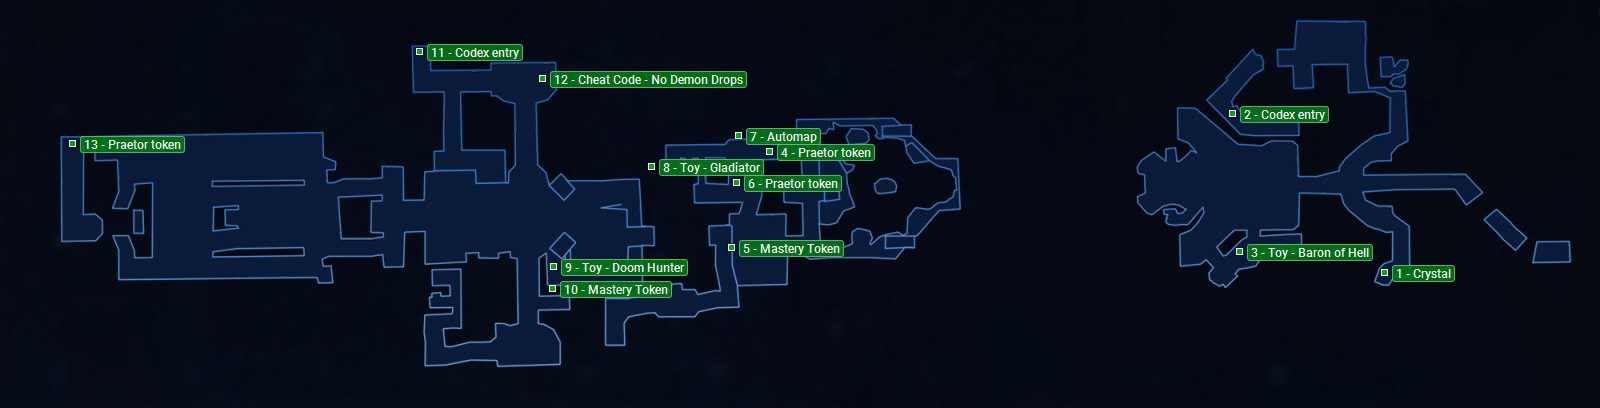 11 - Codex entry
12 - Cheat Code - No Demon Drops
2 - Codex entry
7 - Automap
13 - Praetor token
4 - Praetor token
8 - Toy - Gladiator
6 - Praetor token
5 - Mastery Token
3 - Toy - Baron of Hell
9 - Toy - Doom Hunter
1 - Crystal
10 - Mastery Token